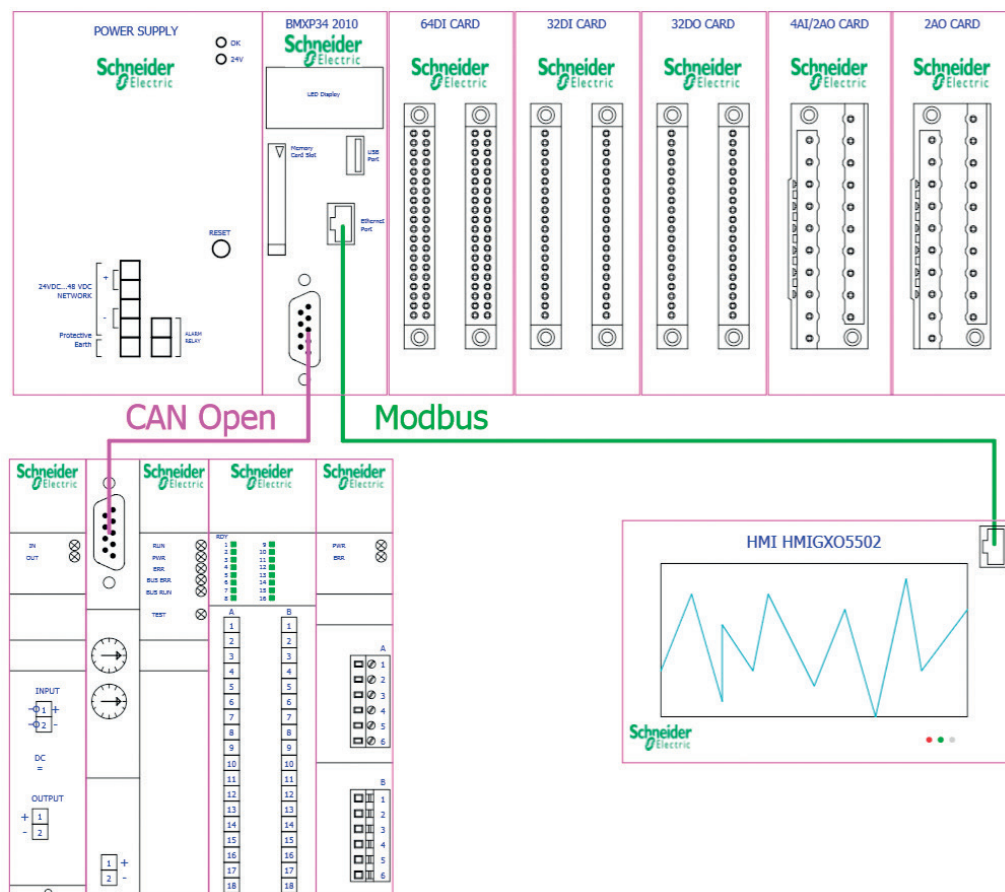 POWER SUPPLY
OK
24V
Schneider
Electric
RESET
+
24VDC...48 VDC
NETWORK
-
Protective
Earth
ALARM
RELAY
BMXP34 2010
Schneider
Electric
LED Display
Memory
Card Slot
USB
Port
Ethernet
Port
64DI CARD
Schneider
Electric
32DI CARD
Schneider
Electric
32DO CARD
Schneider
Electric
4AI/2AO CARD
Schneider
Electric
2AO CARD
Schneider
Electric
CAN Open
Modbus
Schneider
Electric
IN
OUT
INPUT
- 1 +
- 2 -
DC
=
OUTPUT
+ 1
- 2
1 +
2 -
Schneider
Electric
RUN
PWR
ERR
BUS ERR
BUS RUN
TEST
Schneider
Electric
RDY
1 9
2 10
3 11
4 12
5 13
6 14
7 15
8 16
A B
1 1
2 2
3 3
4 4
5 5
6 6
7 7
8 8
9 9
10 10
11 11
12 12
13 13
14 14
15 15
16 16
17 17
18 18
Schneider
Electric
PWR
ERR
A
1
2
3
4
5
6
B
1
2
3
4
5
6
HMI HMIGXO5502
Schneider
Electric